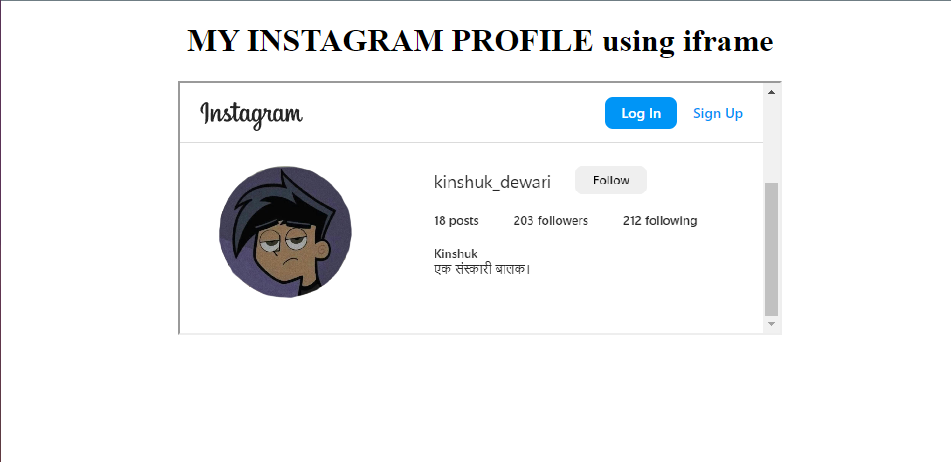 MY INSTAGRAM PROFILE using iframe
Instagram
Log In
Sign Up
kinshuk_dewari
Follow
18 posts 203 followers 212 following
Kinshuk
एक संस्कारी बालक।